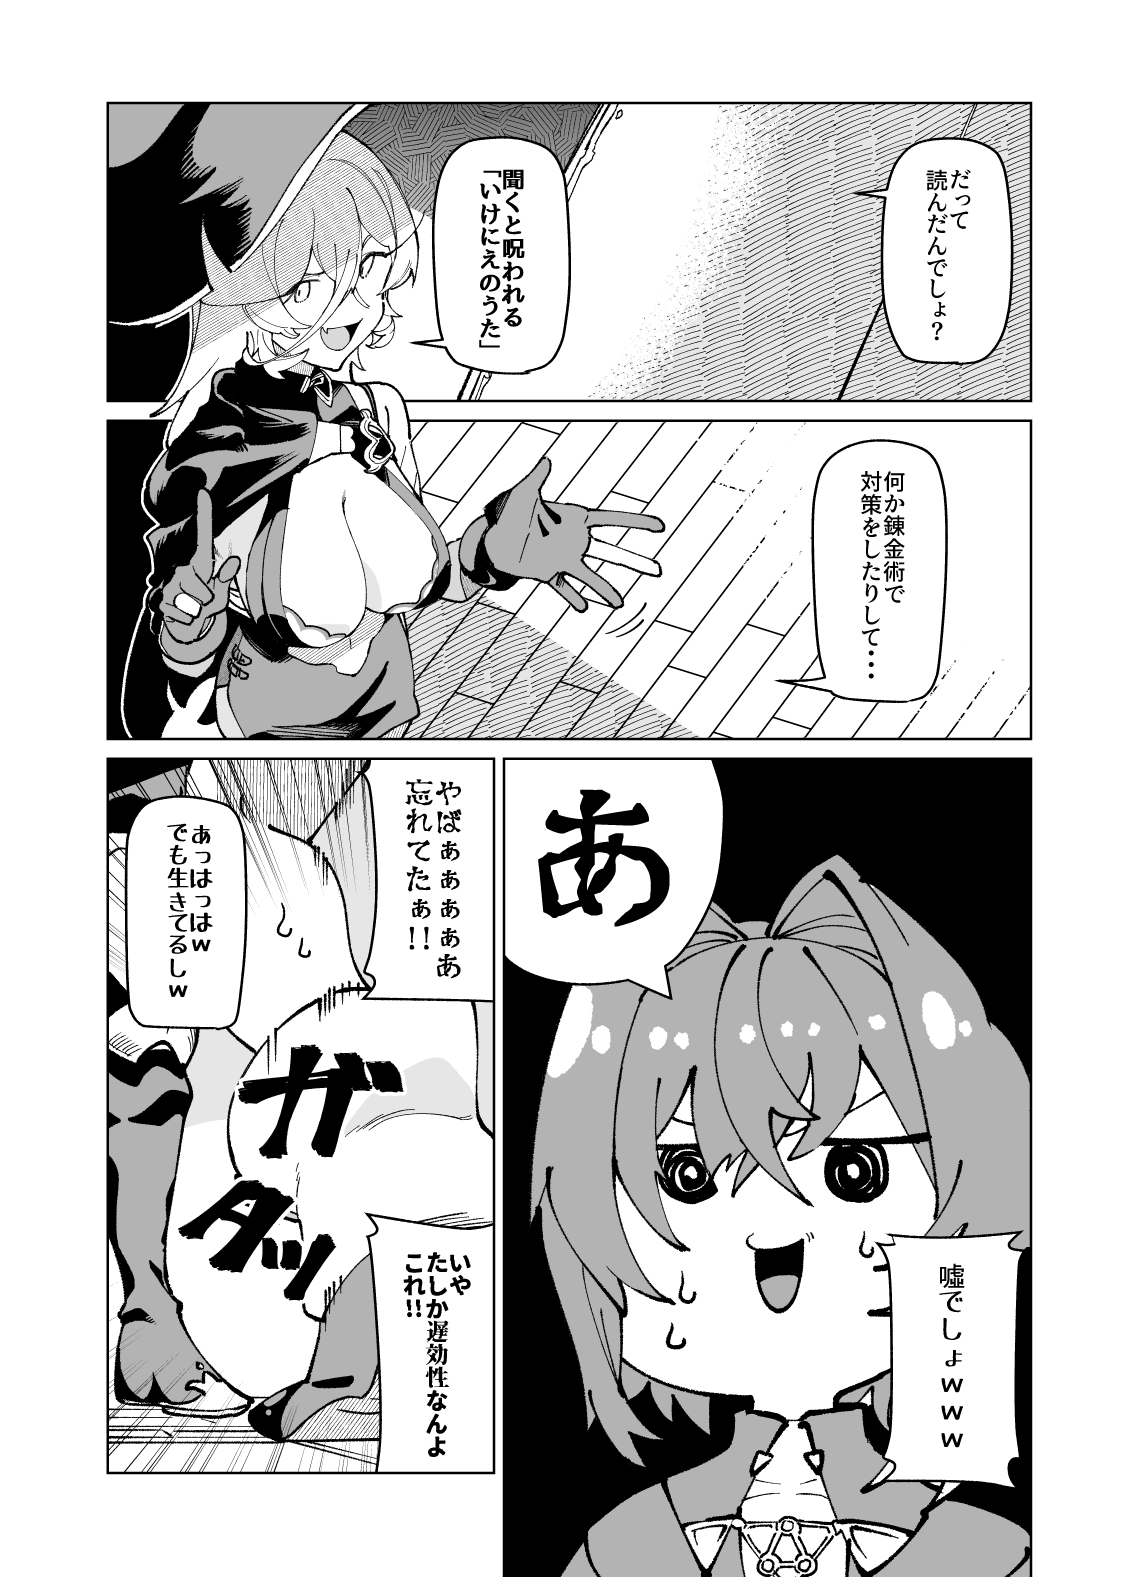 だって
読んだんでしょ？
聞くと呪われる
「いけにえのうた」
何か錬金術で
対策をしたりして・・・
あ
嘘でしょｗｗｗ
やばぁぁぁぁぁあ
忘れてたぁ!!
あっはっはｗ
でも生きてるしｗ
ガタッ
いや
たしか遅効性なんよ
これ!!